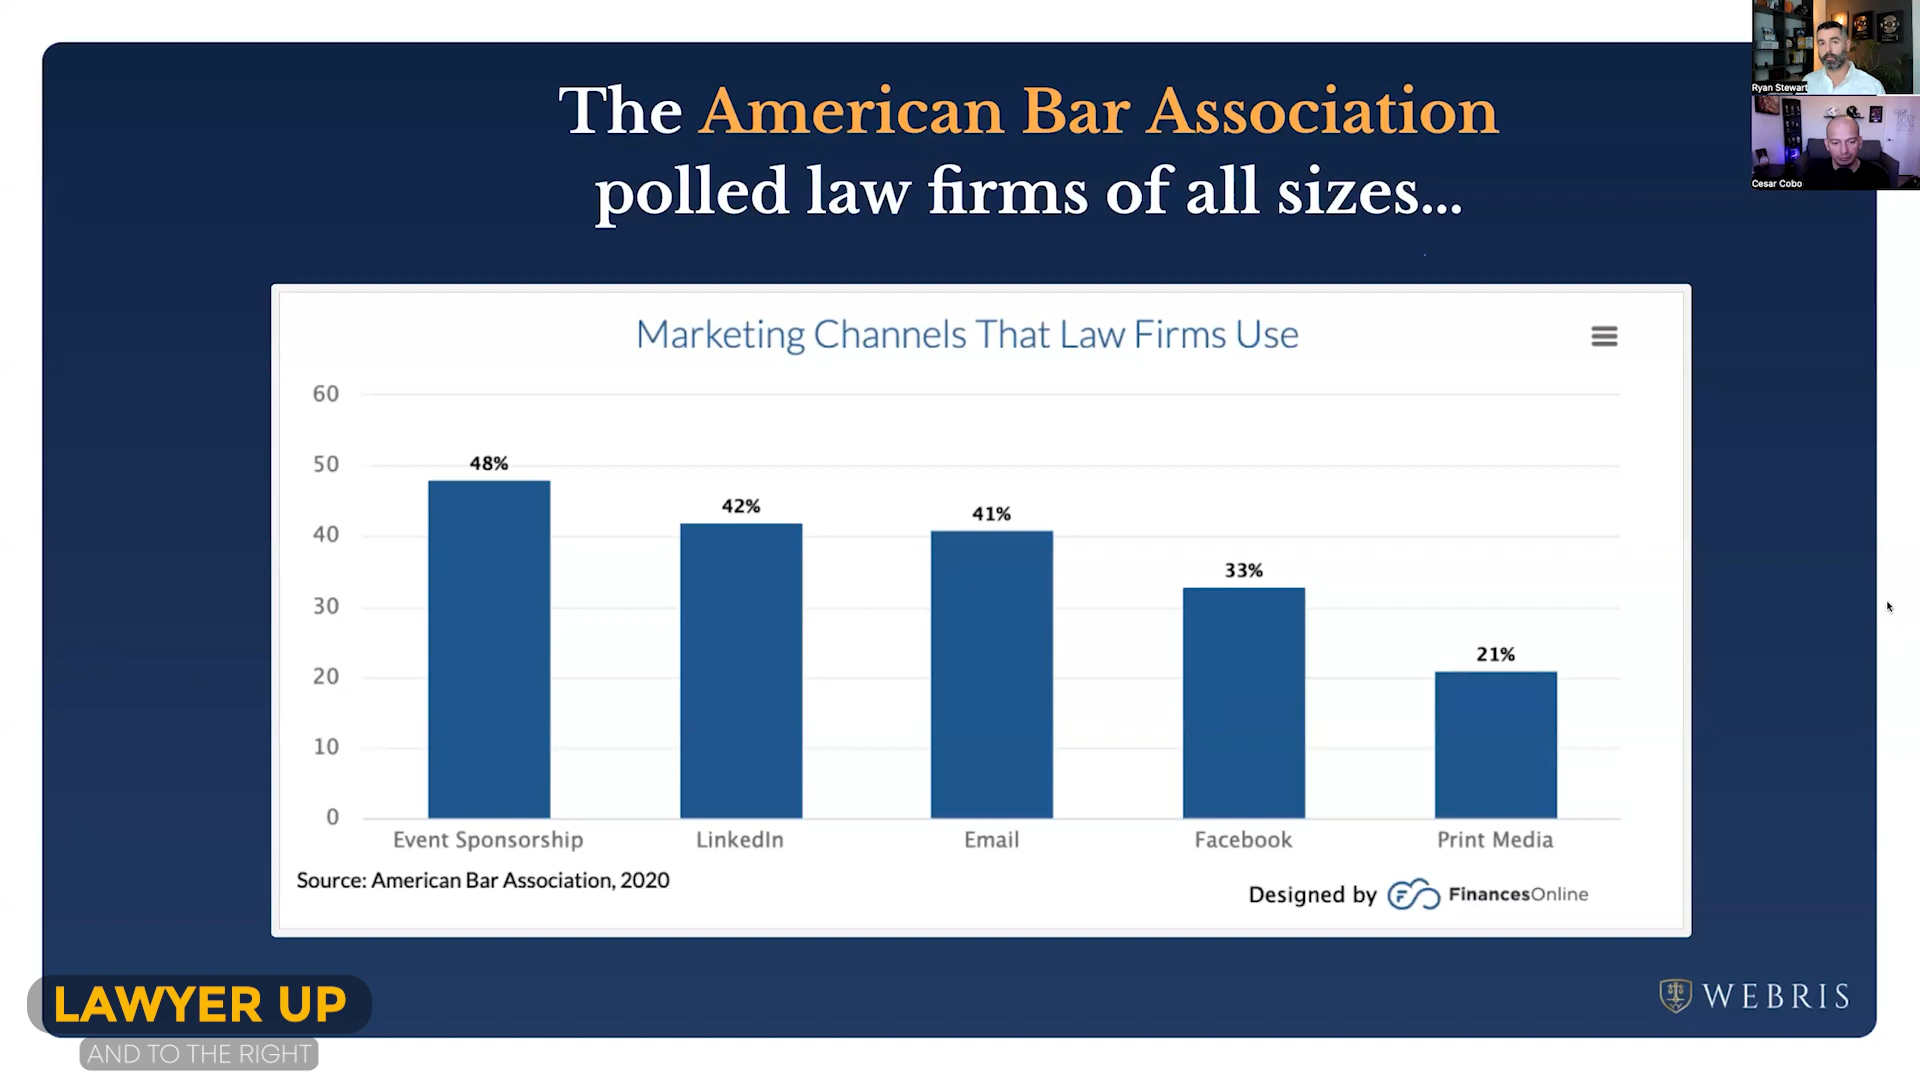 The American Bar Association
polled law firms of all sizes...
Ryan Stewart
Cesar Cobo
Marketing Channels That Law Firms Use
60
50
40
30
20
10
0
48%
42%
41%
33%
21%
Event Sponsorship
LinkedIn
Email
Facebook
Print Media
Source: American Bar Association, 2020
Designed by FinancesOnline
LAWYER UP
AND TO THE RIGHT
WEBRIS